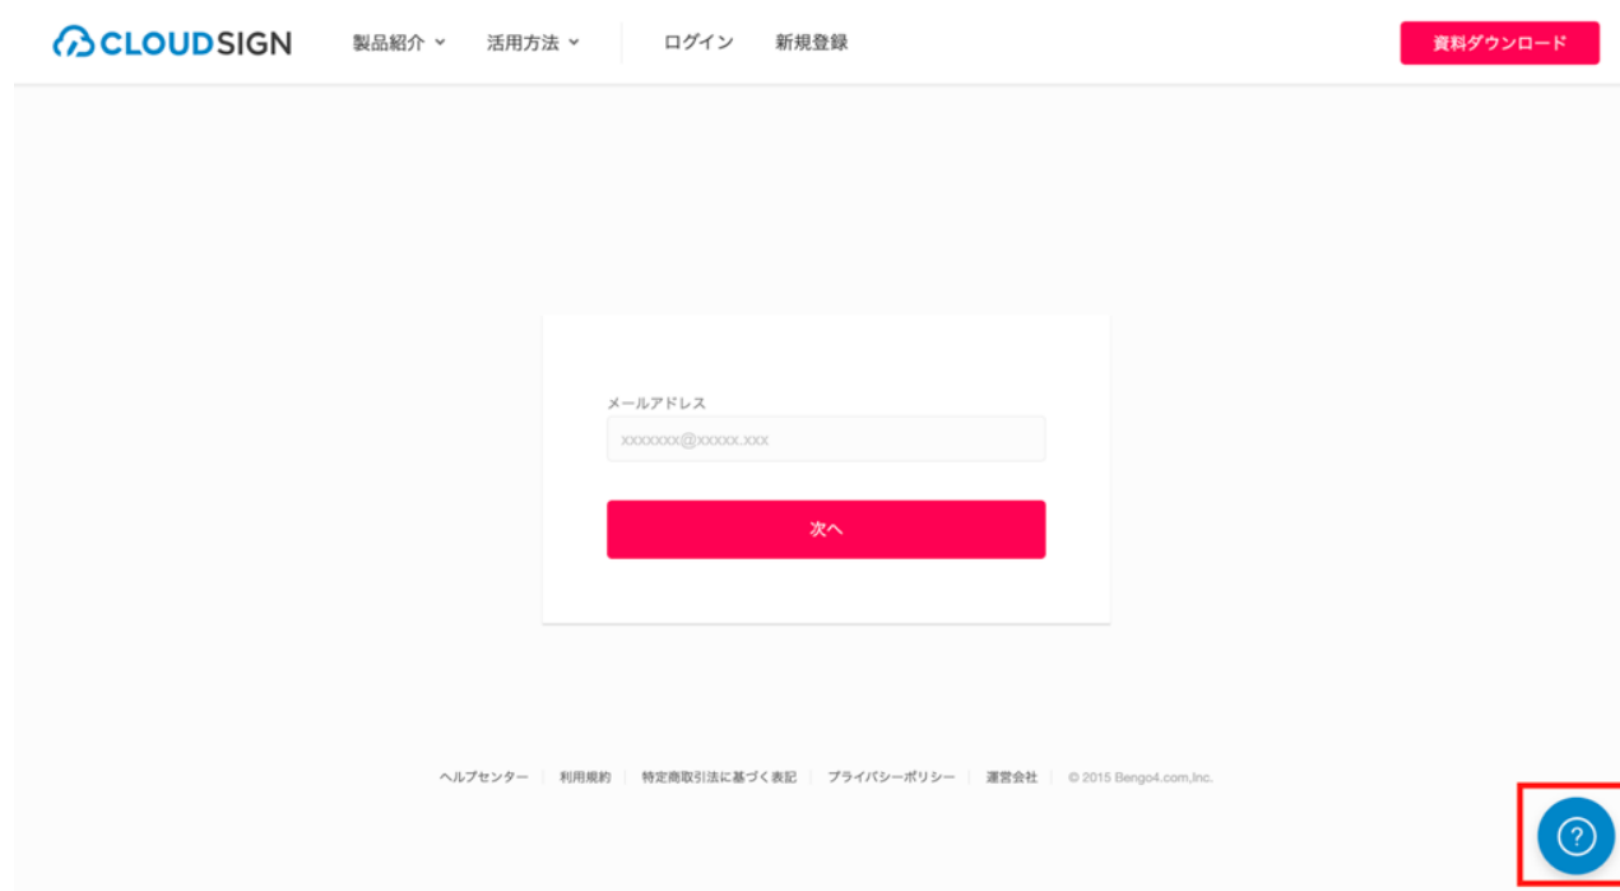 CLOUDSIGN 製品紹介 活用方法 ログイン 新規登録 資料ダウンロード
メールアドレス
xxxxxxx@xxxxx.xxx
次へ
ヘルプセンター 利用規約 特定商取引法に基づく表記 プライバシーポリシー 運営会社 © 2015 Bengo4.com,Inc.
?